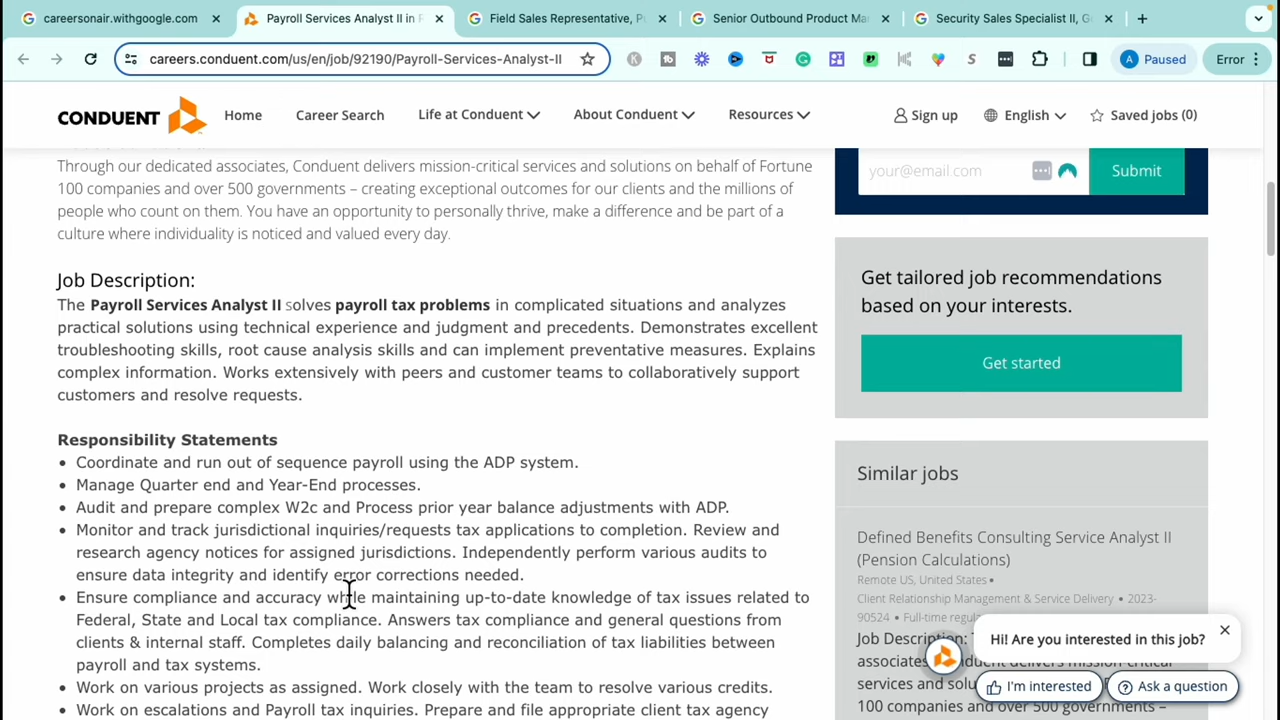 careersonair.withgoogle.com
Payroll Services Analyst II in R
Field Sales Representative, Pu
Senior Outbound Product Mar
Security Sales Specialist II, G
careers.conduent.com/us/en/job/92190/Payroll-Services-Analyst-II
A
Paused
Error
CONDUENT
Home
Career Search
Life at Conduent
About Conduent
Resources
Sign up
English
Saved jobs (0)
Through our dedicated associates, Conduent delivers mission-critical services and solutions on behalf of Fortune
100 companies and over 500 governments – creating exceptional outcomes for our clients and the millions of
people who count on them. You have an opportunity to personally thrive, make a difference and be part of a
culture where individuality is noticed and valued every day.
Job Description:
The Payroll Services Analyst II solves payroll tax problems in complicated situations and analyzes
practical solutions using technical experience and judgment and precedents. Demonstrates excellent
troubleshooting skills, root cause analysis skills and can implement preventative measures. Explains
complex information. Works extensively with peers and customer teams to collaboratively support
customers and resolve requests.
Responsibility Statements
• Coordinate and run out of sequence payroll using the ADP system.
• Manage Quarter end and Year-End processes.
• Audit and prepare complex W2c and Process prior year balance adjustments with ADP.
• Monitor and track jurisdictional inquiries/requests tax applications to completion. Review and
research agency notices for assigned jurisdictions. Independently perform various audits to
ensure data integrity and identify error corrections needed.
• Ensure compliance and accuracy while maintaining up-to-date knowledge of tax issues related to
Federal, State and Local tax compliance. Answers tax compliance and general questions from
clients & internal staff. Completes daily balancing and reconciliation of tax liabilities between
payroll and tax systems.
• Work on various projects as assigned. Work closely with the team to resolve various credits.
• Work on escalations and Payroll tax inquiries. Prepare and file appropriate client tax agency
your@email.com
Submit
Get tailored job recommendations
based on your interests.
Get started
Similar jobs
Defined Benefits Consulting Service Analyst II
(Pension Calculations)
Remote US, United States •
Client Relationship Management & Service Delivery • 2023-
90524 • Full-time regu
Job Description: T
associates
services and solu
100 companies and over 500 governments –
Hi! Are you interested in this job?
I'm interested
Ask a question